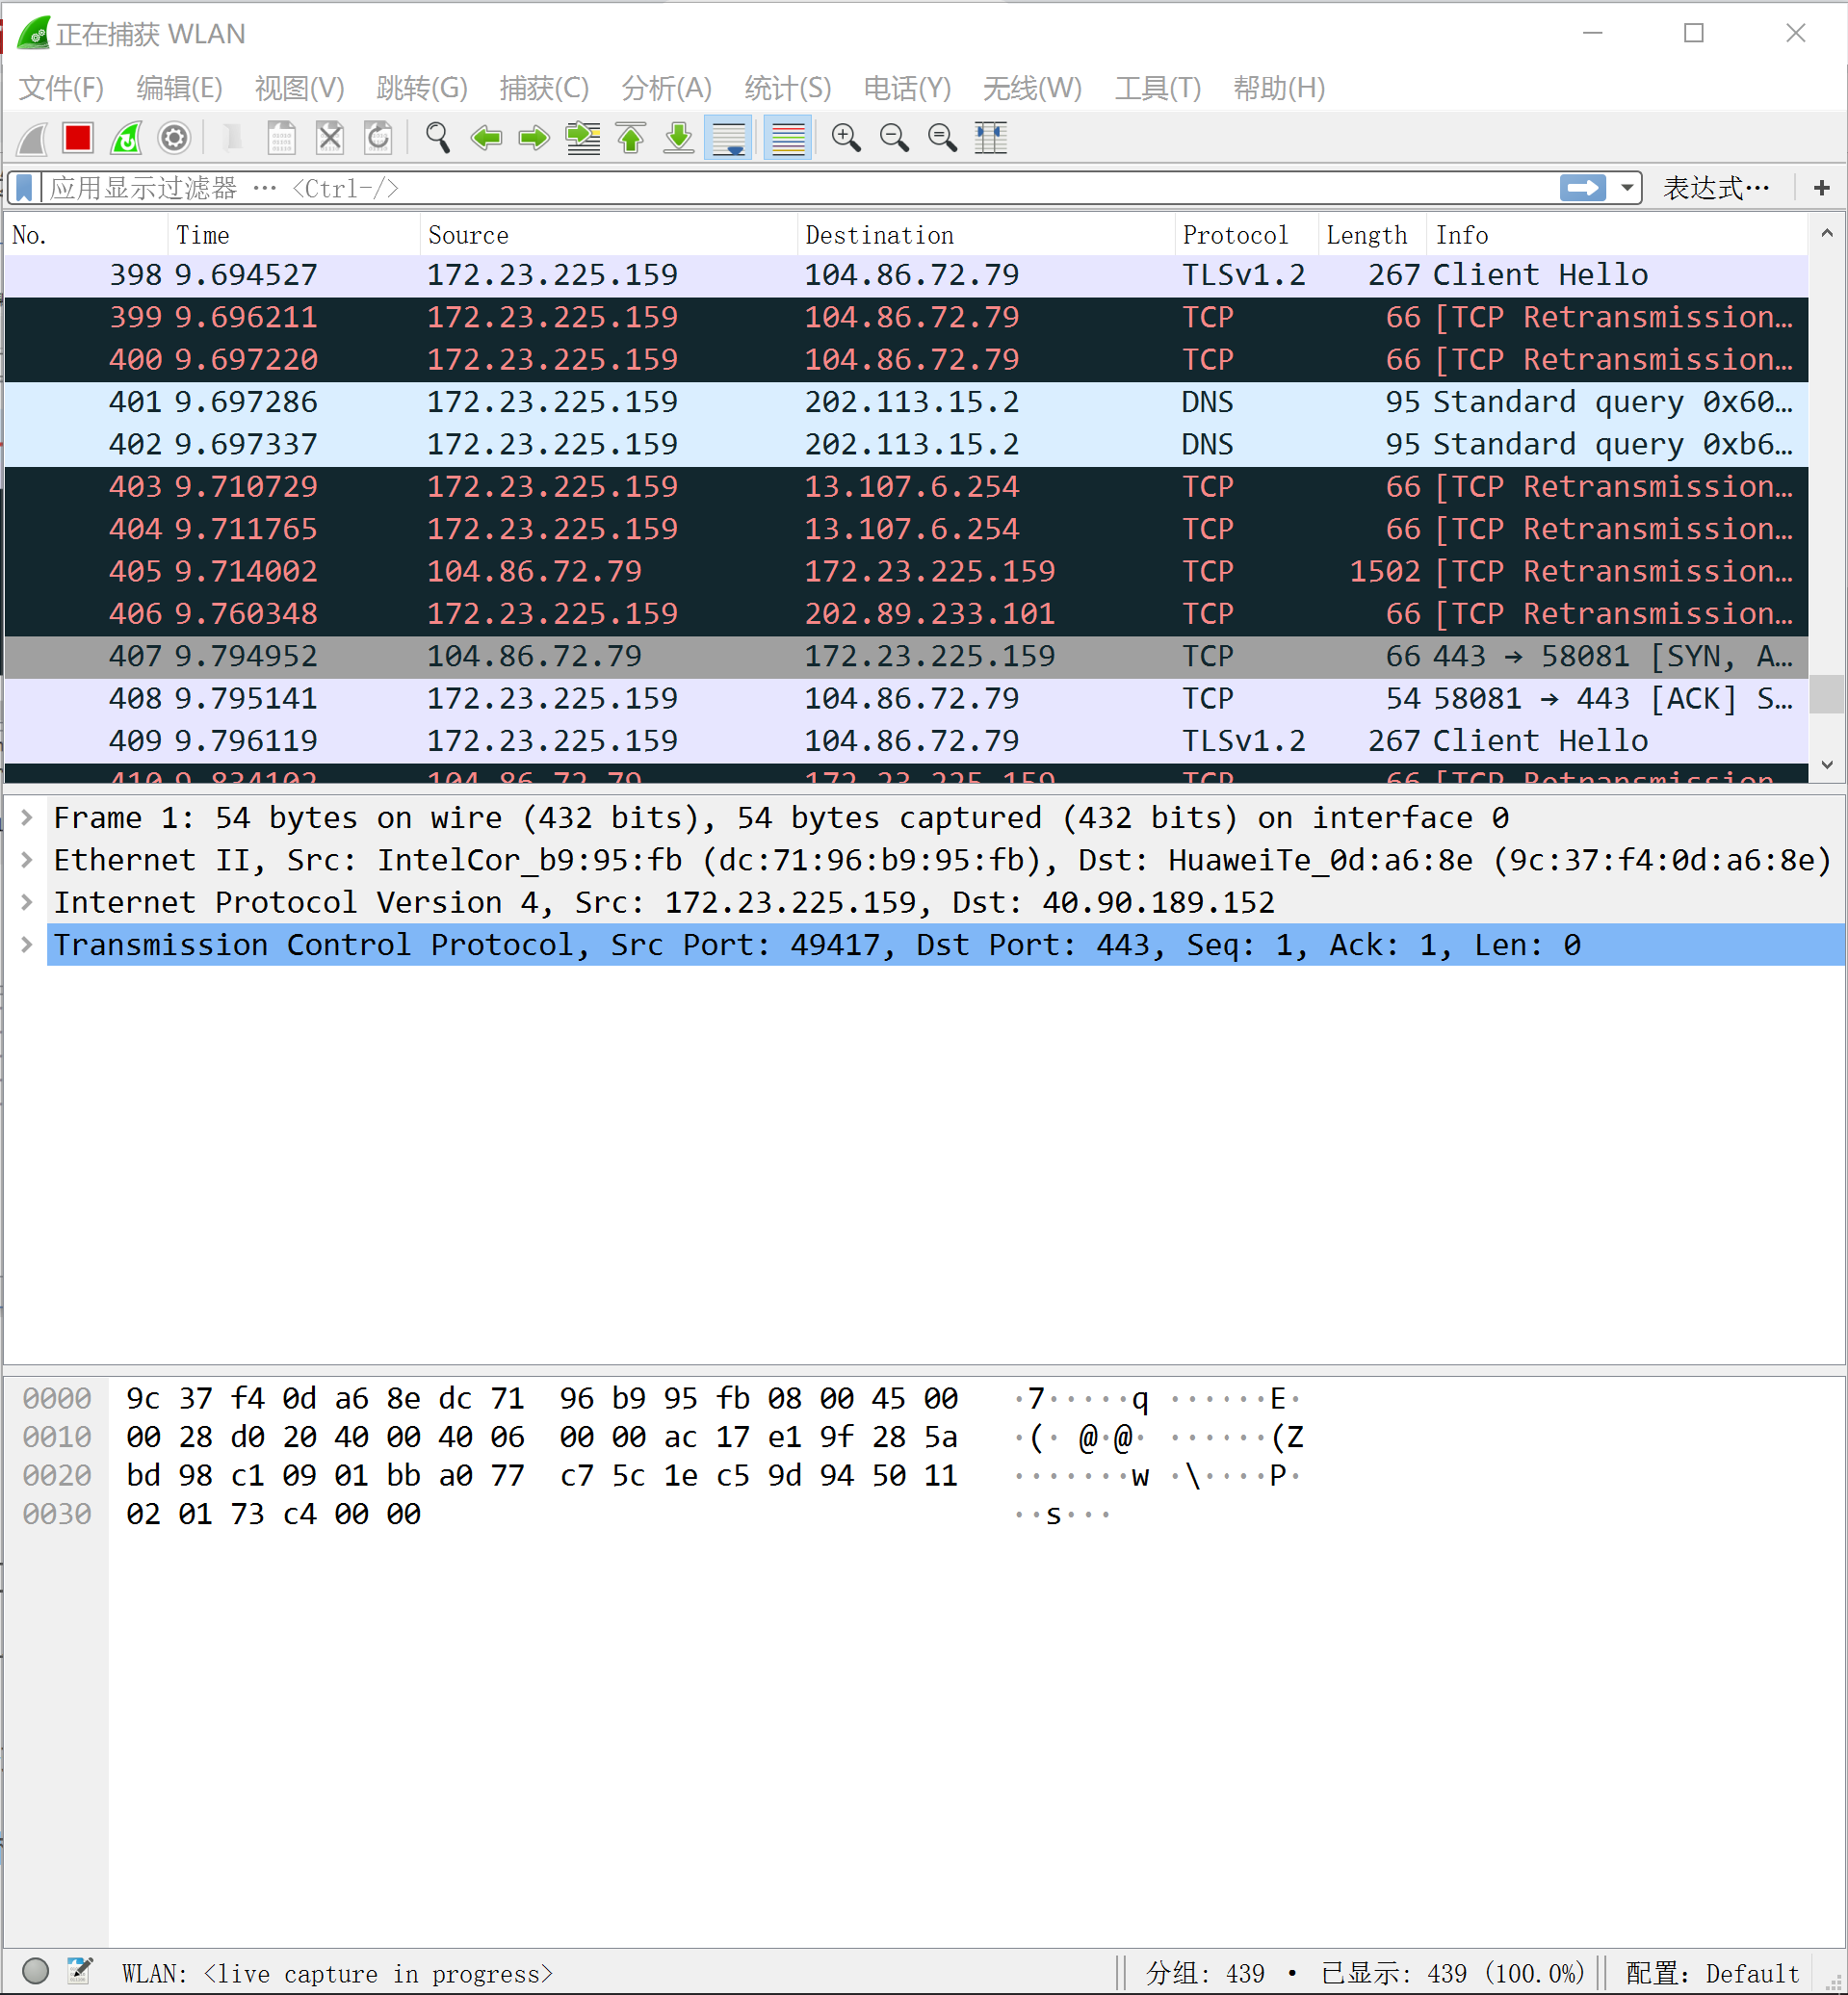 正在捕获 WLAN
文件(F) 编辑(E) 视图(V) 跳转(G) 捕获(C) 分析(A) 统计(S) 电话(Y) 无线(W) 工具(T) 帮助(H)
应用显示过滤器 … <Ctrl-/> 表达式… +
No. Time Source Destination Protocol Length Info
398 9.694527 172.23.225.159 104.86.72.79 TLSv1.2 267 Client Hello
399 9.696211 172.23.225.159 104.86.72.79 TCP 66 [TCP Retransmission…
400 9.697220 172.23.225.159 104.86.72.79 TCP 66 [TCP Retransmission…
401 9.697286 172.23.225.159 202.113.15.2 DNS 95 Standard query 0x60…
402 9.697337 172.23.225.159 202.113.15.2 DNS 95 Standard query 0xb6…
403 9.710729 172.23.225.159 13.107.6.254 TCP 66 [TCP Retransmission…
404 9.711765 172.23.225.159 13.107.6.254 TCP 66 [TCP Retransmission…
405 9.714002 104.86.72.79 172.23.225.159 TCP 1502 [TCP Retransmission…
406 9.760348 172.23.225.159 202.89.233.101 TCP 66 [TCP Retransmission…
407 9.794952 104.86.72.79 172.23.225.159 TCP 66 443 → 58081 [SYN, A…
408 9.795141 172.23.225.159 104.86.72.79 TCP 54 58081 → 443 [ACK] S…
409 9.796119 172.23.225.159 104.86.72.79 TLSv1.2 267 Client Hello
410 9.834102 104.86.72.79 172.23.225.159 TCP 66 [TCP Retransmission…
Frame 1: 54 bytes on wire (432 bits), 54 bytes captured (432 bits) on interface 0
Ethernet II, Src: IntelCor_b9:95:fb (dc:71:96:b9:95:fb), Dst: HuaweiTe_0d:a6:8e (9c:37:f4:0d:a6:8e)
Internet Protocol Version 4, Src: 172.23.225.159, Dst: 40.90.189.152
Transmission Control Protocol, Src Port: 49417, Dst Port: 443, Seq: 1, Ack: 1, Len: 0
0000 9c 37 f4 0d a6 8e dc 71 96 b9 95 fb 08 00 45 00 ·7·····q ······E·
0010 00 28 d0 20 40 00 40 06 00 00 ac 17 e1 9f 28 5a ·(· @·@· ······(Z
0020 bd 98 c1 09 01 bb a0 77 c7 5c 1e c5 9d 94 50 11 ·······w ·\····P·
0030 02 01 73 c4 00 00 ··s···
WLAN: <live capture in progress> 分组: 439 · 已显示: 439 (100.0%) 配置: Default